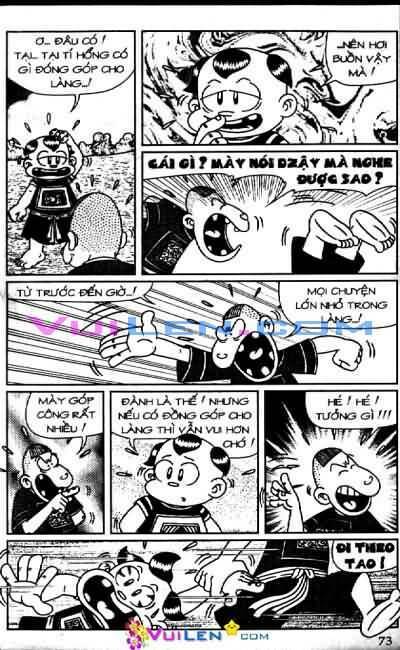 Ơ... ĐÂU CÓ !
TẠI... TẠI TÍ HỔNG CÓ
GÌ ĐÓNG GÓP CHO
LÀNG...!
...NÊN HƠI
BUỒN VẬY
MÀ !
CÁI GÌ ? MÀY NÓI DZẬY MÀ NGHE
ĐƯỢC SAO ?
TỪ TRƯỚC ĐẾN GIỜ...!
MỌI CHUYỆN
LỚN NHỎ TRONG
LÀNG...!
VUILEN.COM
MÀY GÓP
CÔNG RẤT
NHIỀU !
ĐÀNH LÀ THẾ ! NHƯNG
NẾU CÓ ĐỒNG GÓP CHO
LÀNG THÌ VẪN VUI HƠN
CHỚ !
HÉ ! HÉ !
TƯỞNG GÌ !!!
ĐI THEO
TAO !
VUILEN.COM
73